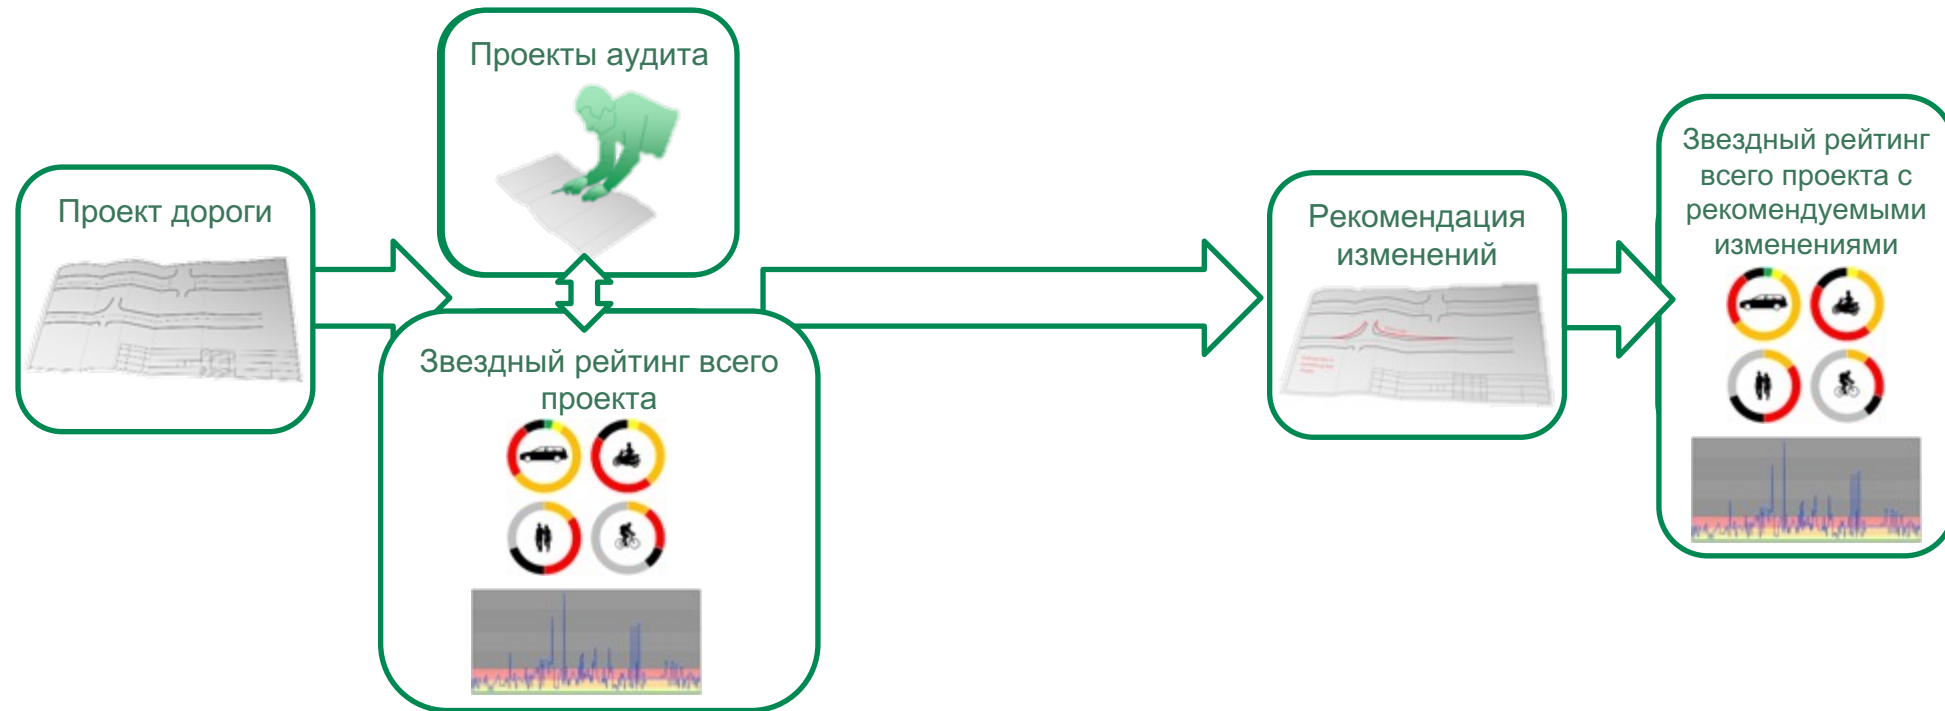 Проекты аудита
Проект дороги
Звездный рейтинг всего
проекта
Рекомендация
изменений
Звездный рейтинг
всего проекта с
рекомендуемыми
изменениями